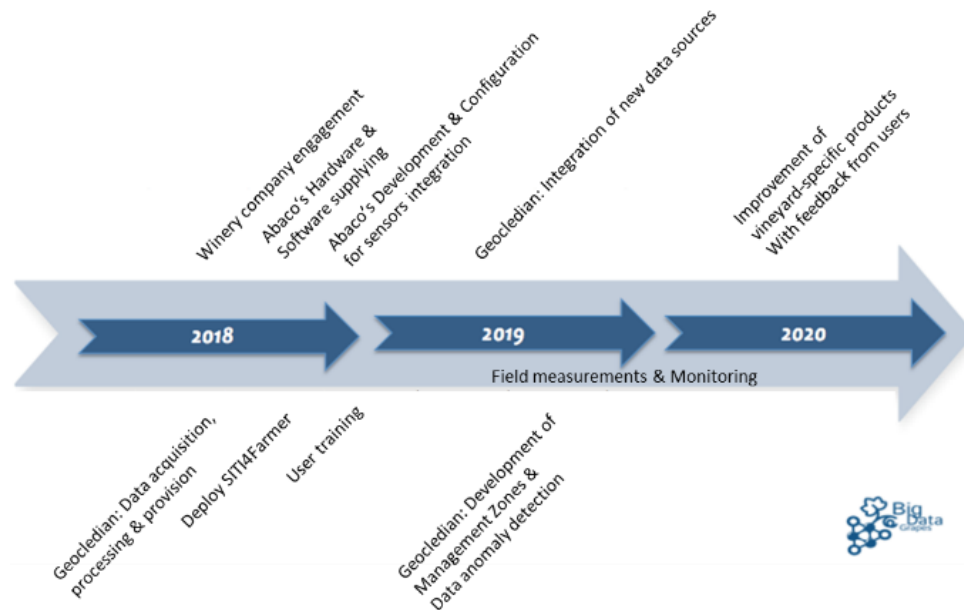 Winery company engagement
Abaco's Hardware &
Software supplying
Abaco's Development & Configuration
for sensors integration
Geocledian: Integration of new data sources
Improvement of
vineyard-specific products
With feedback from users
2018
2019
2020
Field measurements & Monitoring
Geocledian: Data acquisition,
processing & provision
Deploy SITI4Farmer
User training
Geocledian: Development of
Management Zones &
Data anomaly detection
Big
Data
Grapes